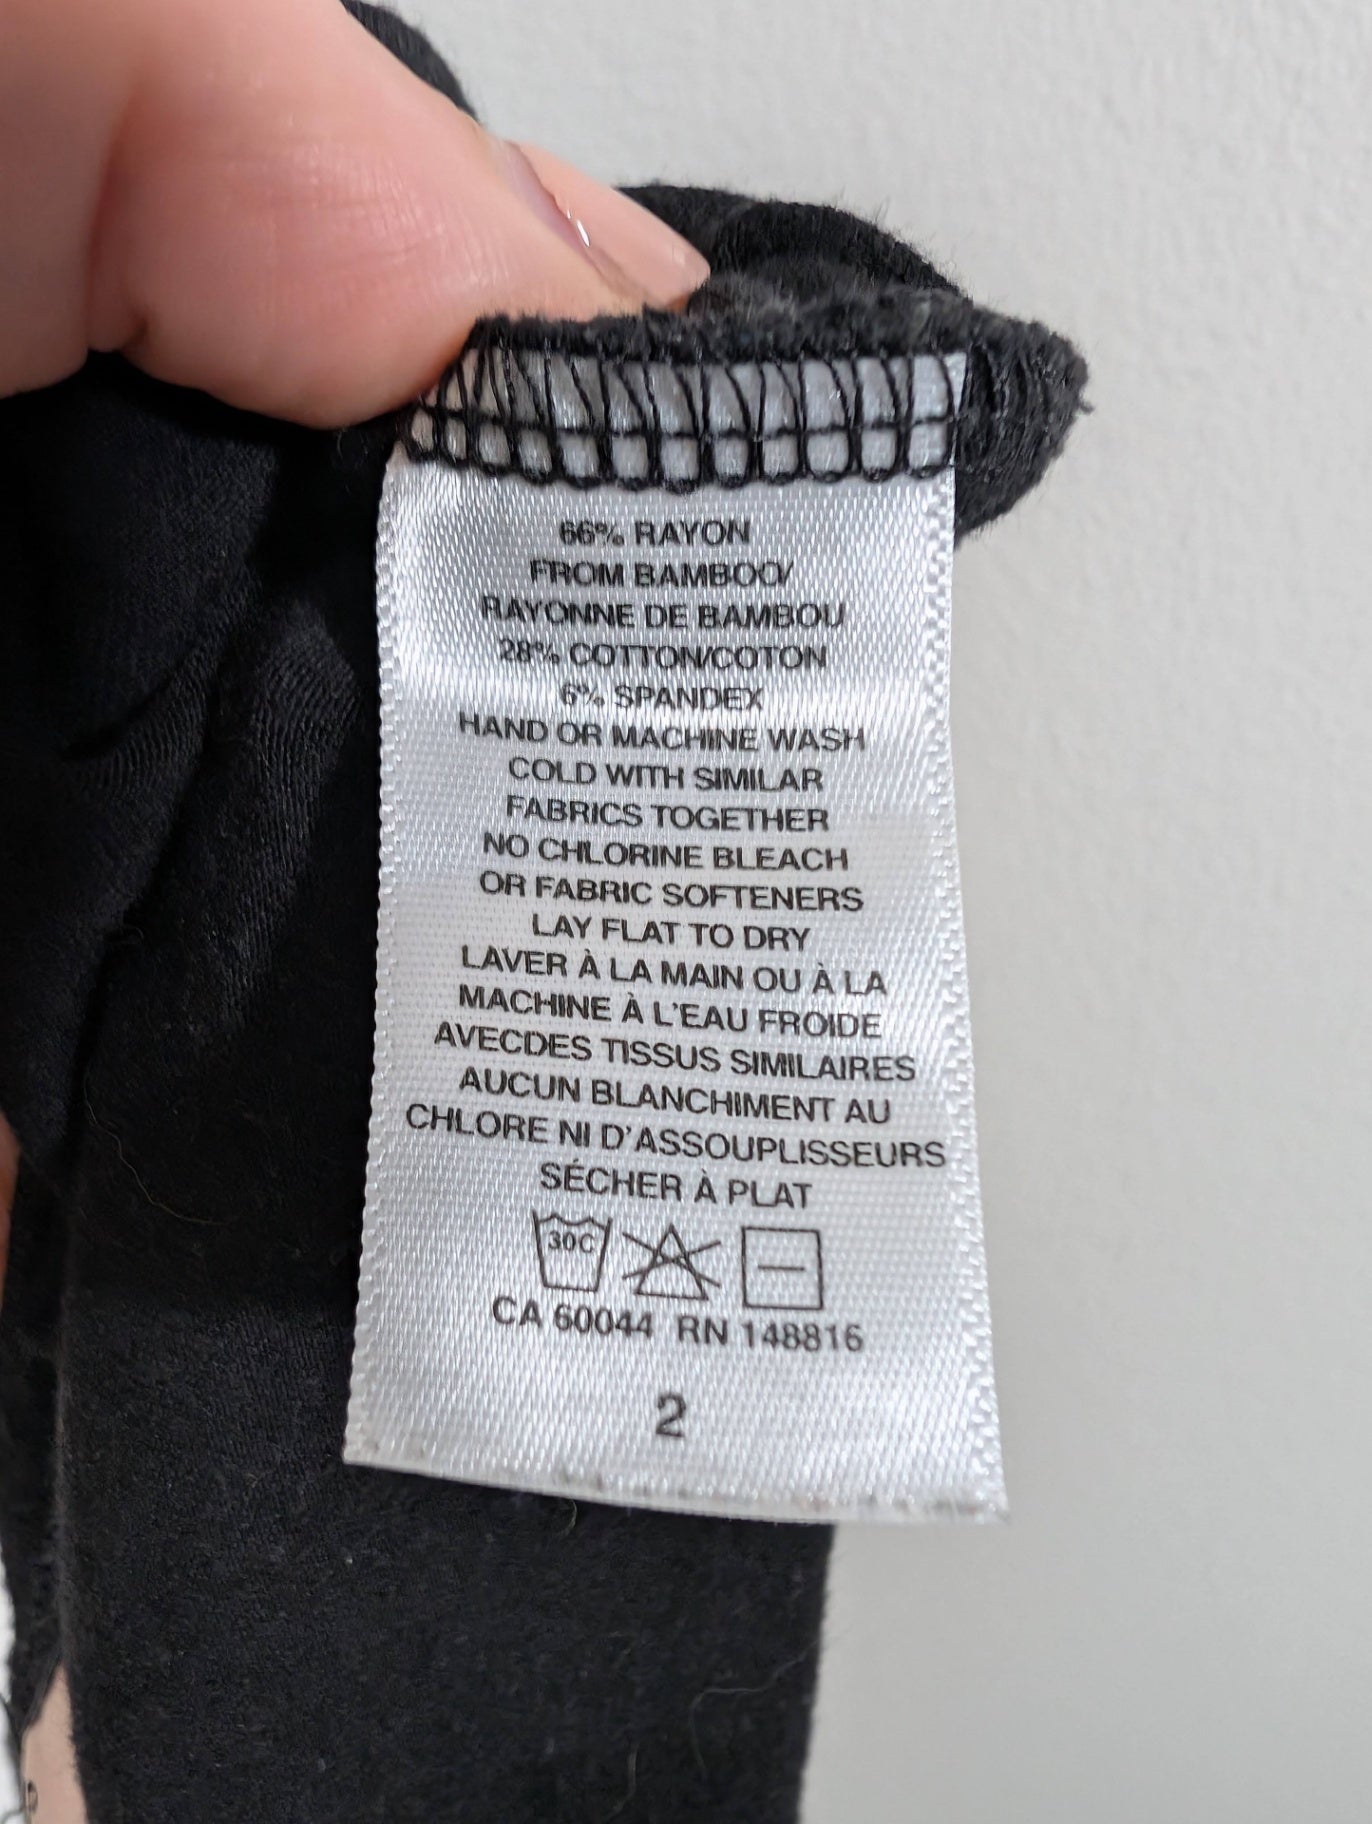 66% RAYON
FROM BAMBOO/
RAYONNE DE BAMBOU
28% COTTON/COTON
6% SPANDEX
HAND OR MACHINE WASH
COLD WITH SIMILAR
FABRICS TOGETHER
NO CHLORINE BLEACH
OR FABRIC SOFTENERS
LAY FLAT TO DRY
LAVER À LA MAIN OU À LA
MACHINE À L'EAU FROIDE
AVECDES TISSUS SIMILAIRES
AUCUN BLANCHIMENT AU
CHLORE NI D'ASSOUPLISSEURS
SÉCHER À PLAT
30C
CA 60044 RN 148816
2